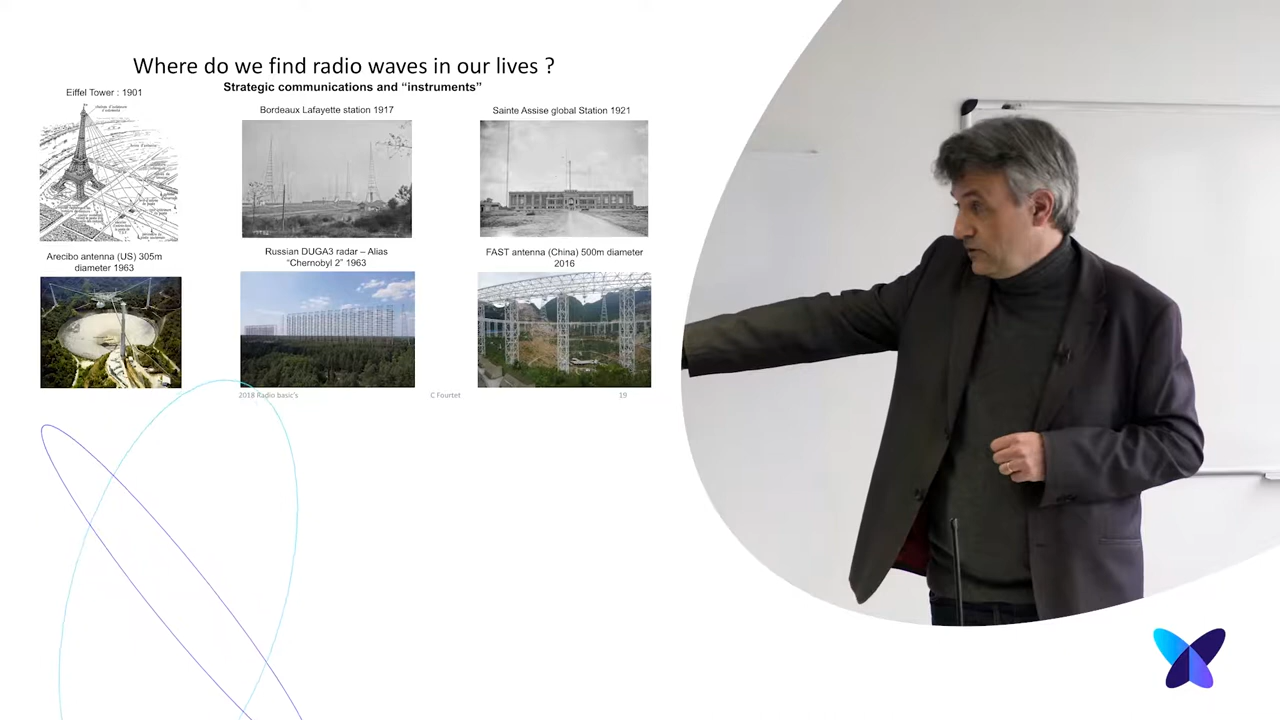 Where do we find radio waves in our lives ?
Strategic communications and “instruments”
Eiffel Tower : 1901
Bordeaux Lafayette station 1917
Sainte Assise global Station 1921
Arecibo antenna (US) 305m
diameter 1963
Russian DUGA3 radar – Alias
“Chernobyl 2” 1963
FAST antenna (China) 500m diameter
2016
2018 Radio basic's
C Fourtet
19